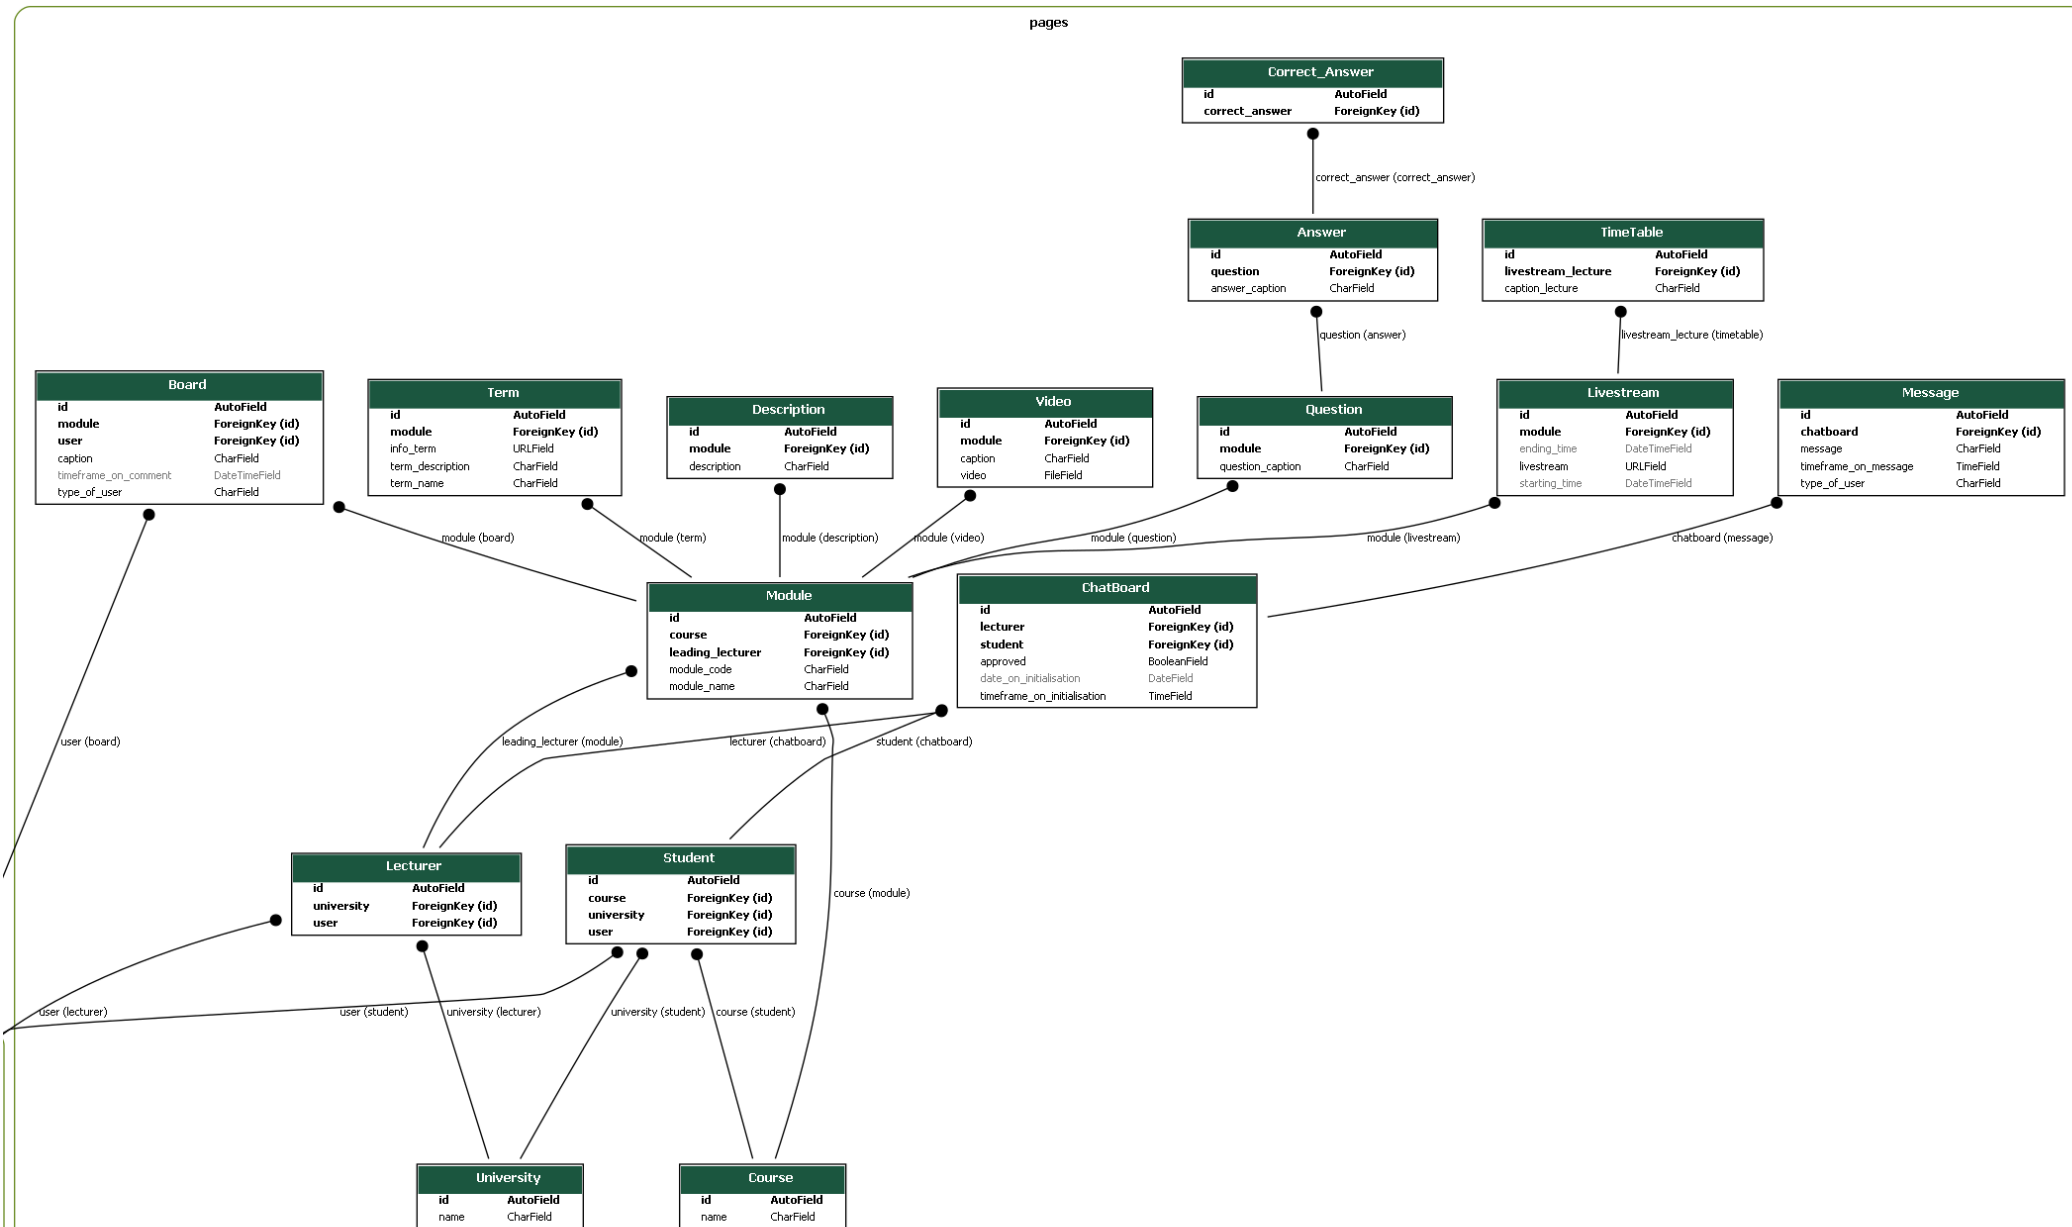 pages
Correct_Answer
id AutoField
correct_answer ForeignKey (id)
correct_answer (correct_answer)
Answer
id AutoField
question ForeignKey (id)
answer_caption CharField
TimeTable
id AutoField
livestream_lecture ForeignKey (id)
caption_lecture CharField
question (answer)
livestream_lecture (timetable)
Board
id AutoField
module ForeignKey (id)
user ForeignKey (id)
caption CharField
timeframe_on_comment DateTimeField
type_of_user CharField
Term
id AutoField
module ForeignKey (id)
info_term URLField
term_description CharField
term_name CharField
Description
id AutoField
module ForeignKey (id)
description CharField
Video
id AutoField
module ForeignKey (id)
caption CharField
video FileField
Question
id AutoField
module ForeignKey (id)
question_caption CharField
Livestream
id AutoField
module ForeignKey (id)
ending_time DateTimeField
livestream URLField
starting_time DateTimeField
Message
id AutoField
chatboard ForeignKey (id)
message CharField
timeframe_on_message TimeField
type_of_user CharField
module (board)
module (term)
module (description)
module (video)
module (question)
module (livestream)
chatboard (message)
Module
id AutoField
course ForeignKey (id)
leading_lecturer ForeignKey (id)
module_code CharField
module_name CharField
ChatBoard
id AutoField
lecturer ForeignKey (id)
student ForeignKey (id)
approved BooleanField
date_on_initialisation DateField
timeframe_on_initialisation TimeField
user (board)
leading_lecturer (module)
lecturer (chatboard)
student (chatboard)
Lecturer
id AutoField
university ForeignKey (id)
user ForeignKey (id)
Student
id AutoField
course ForeignKey (id)
university ForeignKey (id)
user ForeignKey (id)
course (module)
user (lecturer)
user (student)
university (lecturer)
university (student)
course (student)
University
id AutoField
name CharField
Course
id AutoField
name CharField